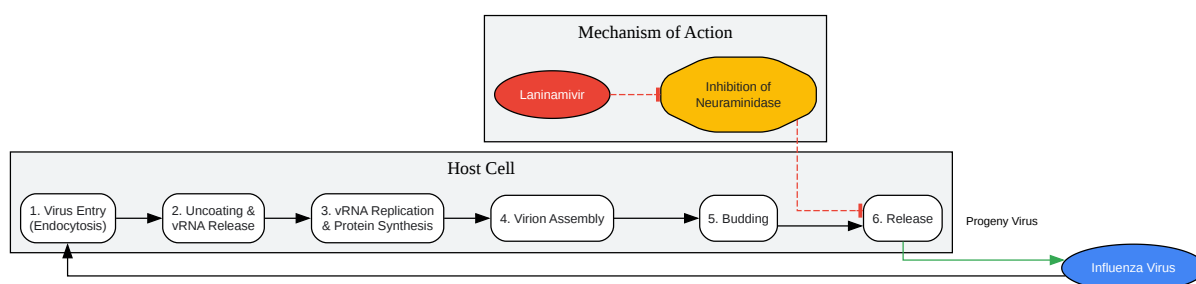 Mechanism of Action
Laninamivir
Inhibition of
Neuraminidase
Host Cell
1. Virus Entry
(Endocytosis)
2. Uncoating &
vRNA Release
3. vRNA Replication
& Protein Synthesis
4. Virion Assembly
5. Budding
6. Release
Progeny Virus
Influenza Virus